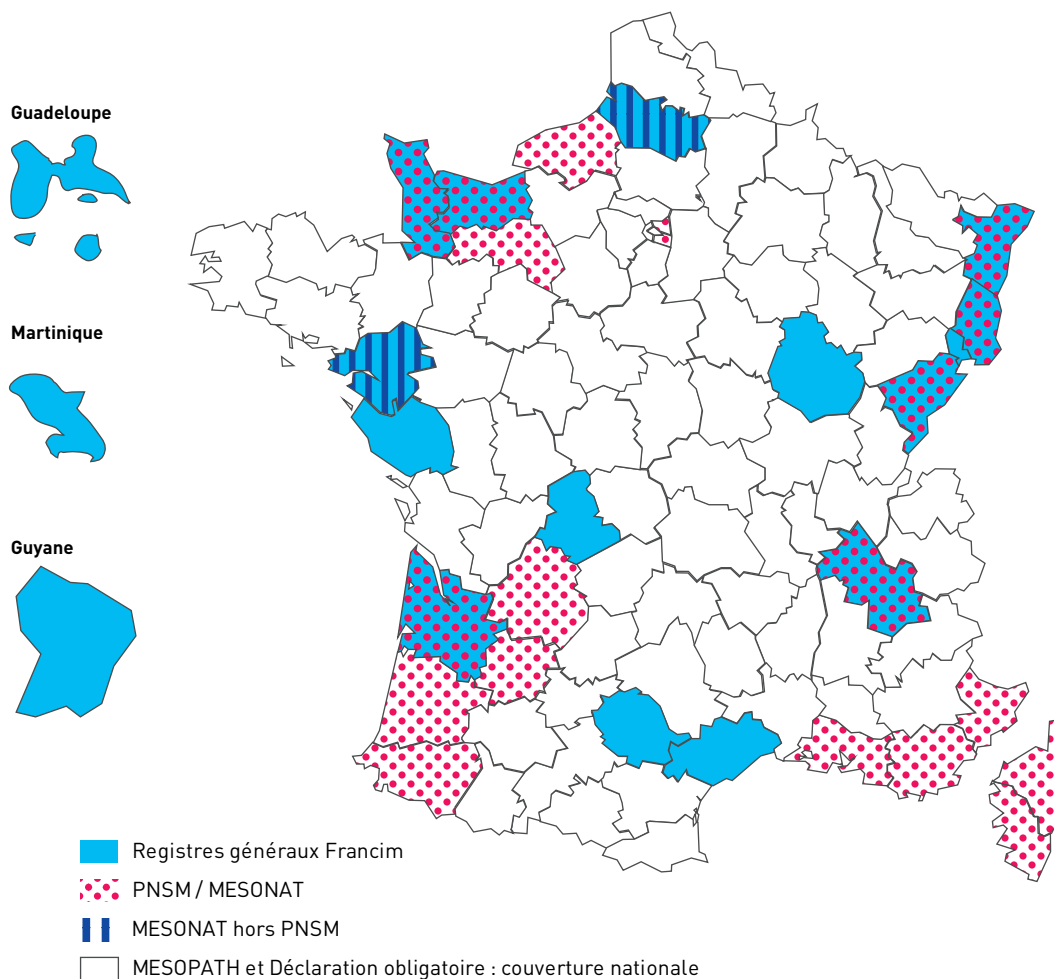 Guadeloupe
Martinique
Guyane
Registres généraux Francim
PNSM / MESONAT
MESONAT hors PNSM
MESOPATH et Déclaration obligatoire : couverture nationale